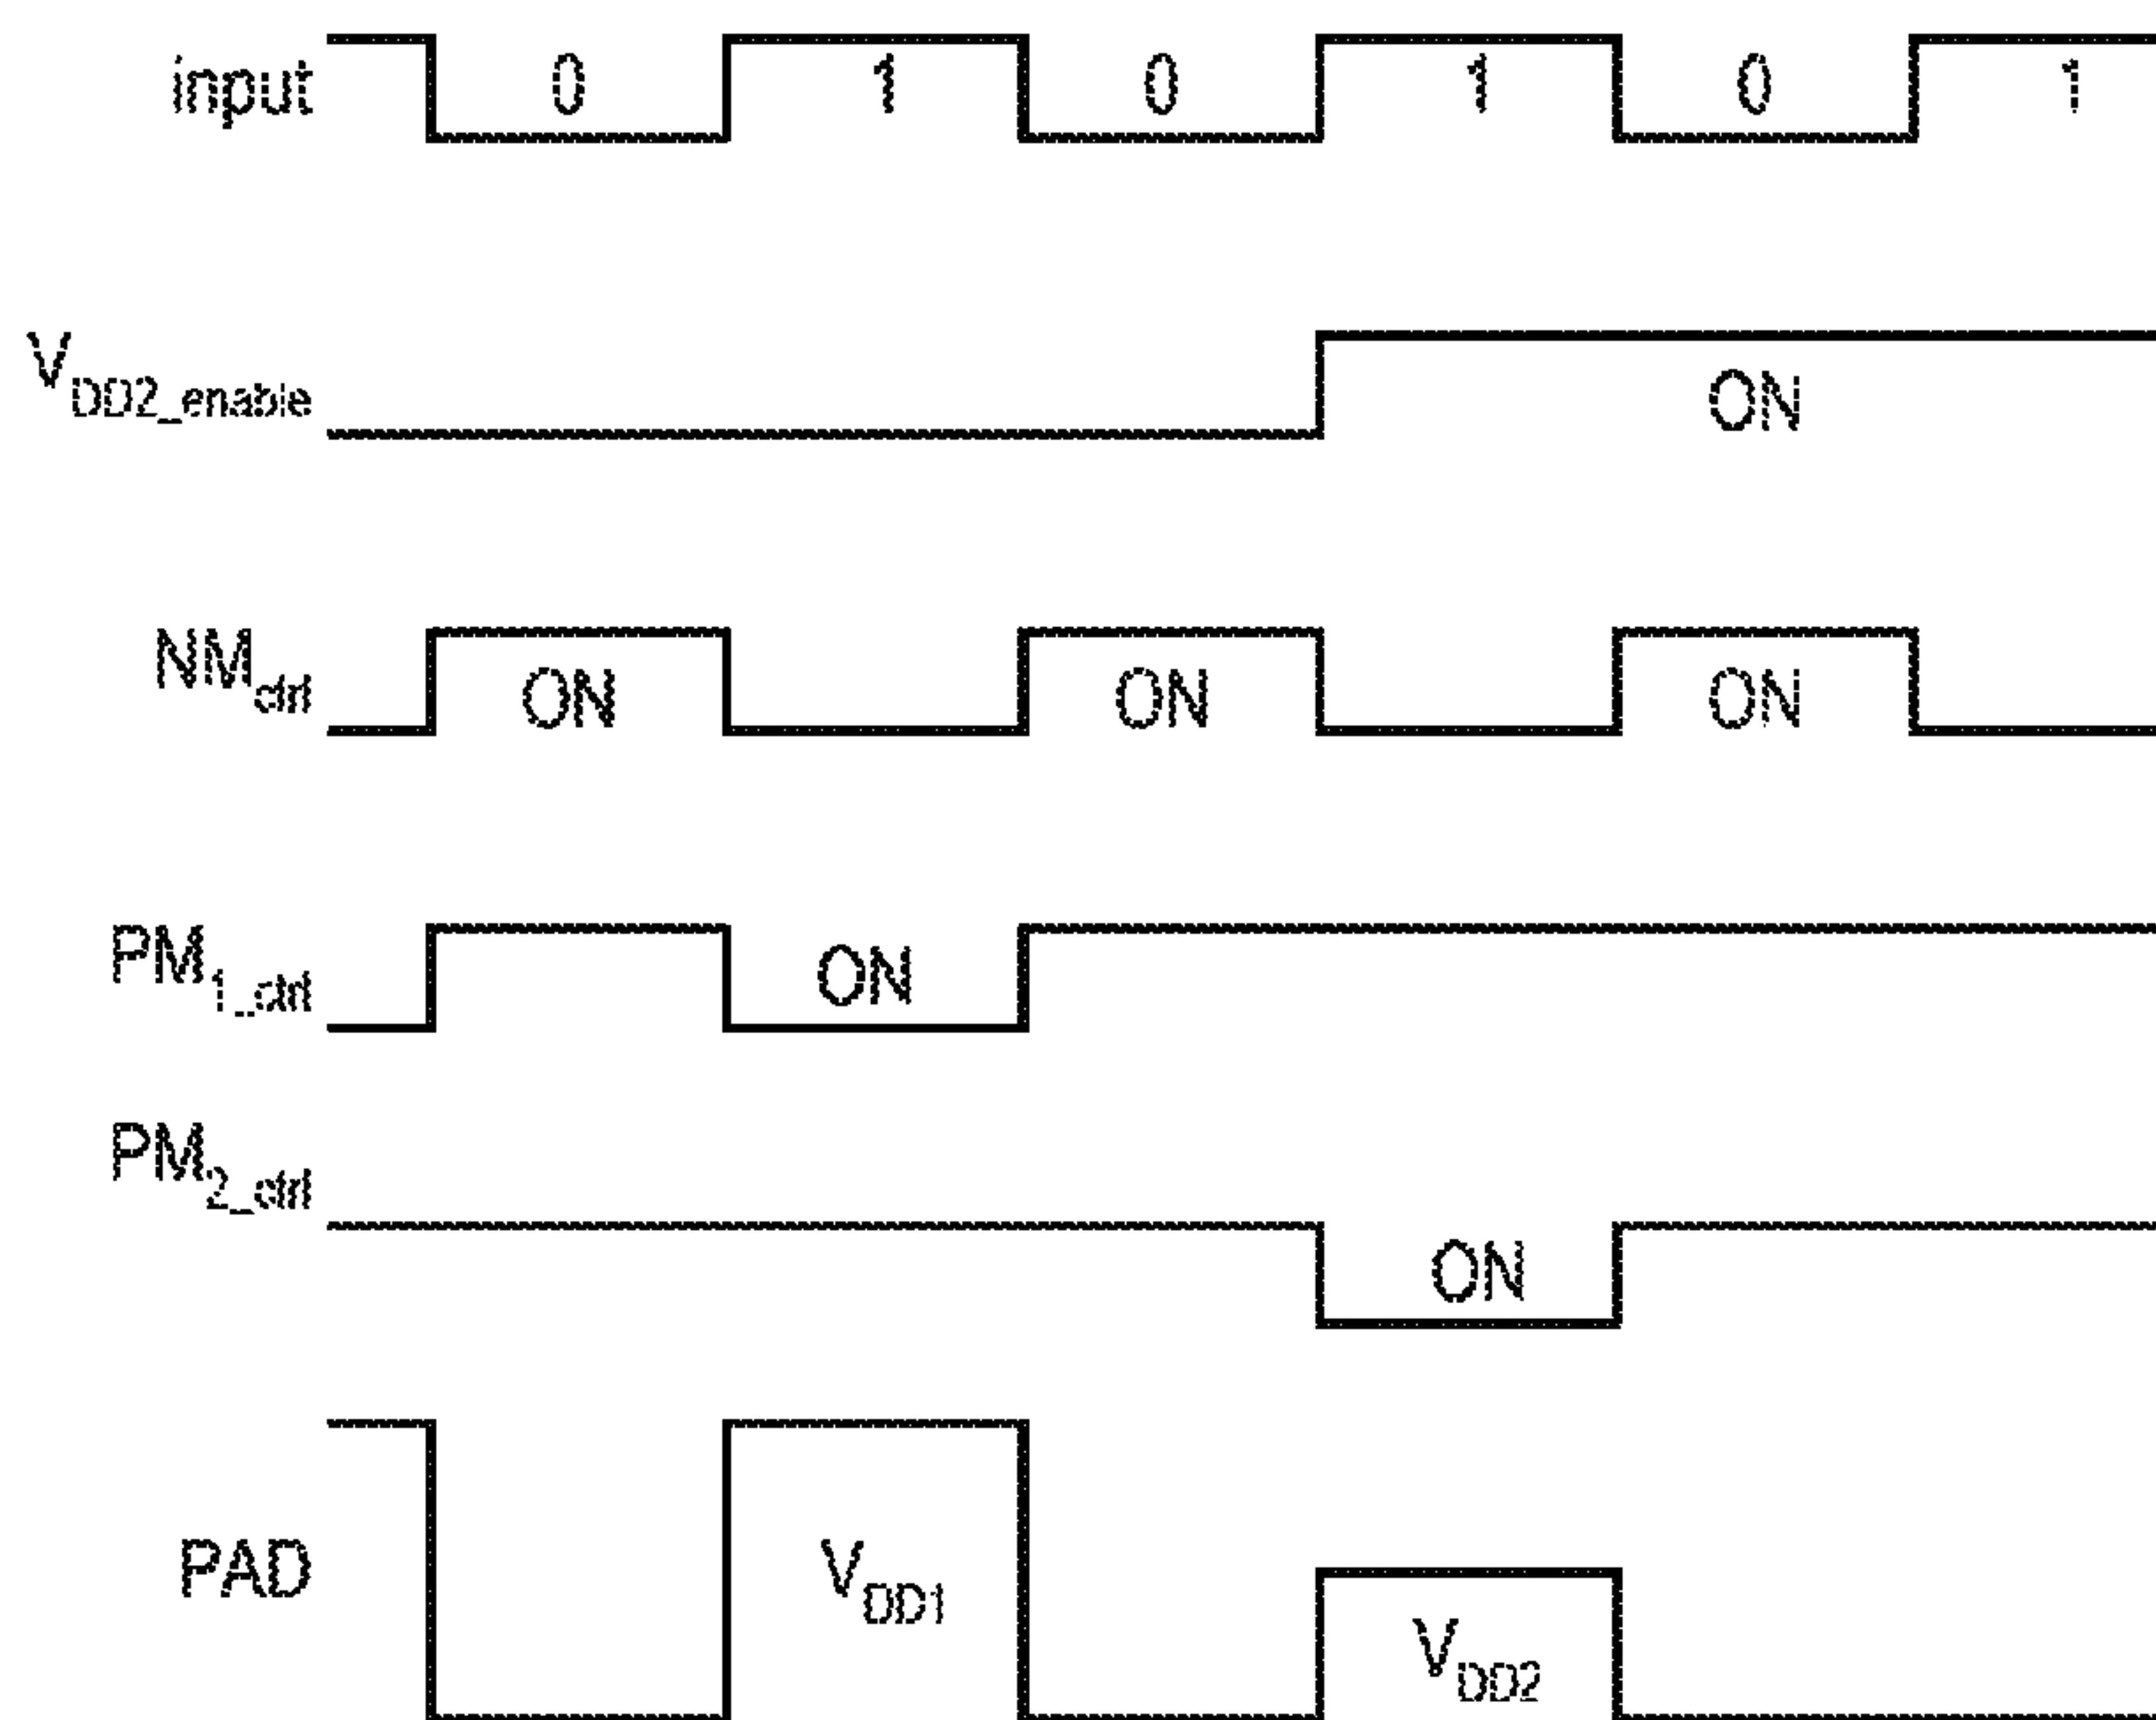 input 0 1 0 1 0 1
VDD2_enable ON
NMctrl ON ON ON
PM1_ctrl ON
PM2_ctrl ON
PAD VDD1 VDD2